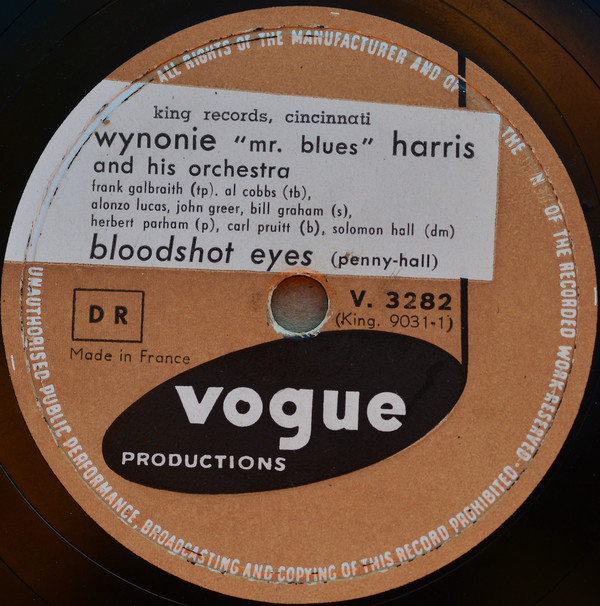 ALL RIGHTS OF THE MANUFACTURER AND OF
THE OF THE RECORDED WORK RESERVED
king records, cincinnati
wynonie "mr. blues" harris
and his orchestra
frank galbraith (tp). al cobbs (tb),
alonzo lucas, john greer, bill graham (s),
herbert parham (p), carl pruitt (b), solomon hall (dm)
bloodshot eyes (penny-hall)
DR
V. 3282
(King. 9031-1)
Made in France
vogue
PRODUCTIONS
UNAUTHORISED PUBLIC PERFORMANCE, BROADCASTING AND COPYING OF THIS RECORD PROHIBITED.